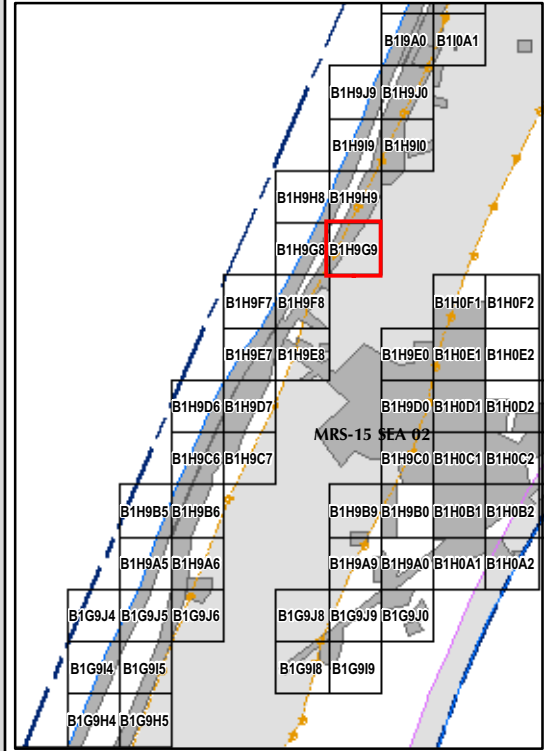 B1I9A0 B1I0A1
B1H9J9 B1H9J0
B1H9I9 B1H9I0
B1H9H8 B1H9H9
B1H9G8 B1H9G9
B1H9F7 B1H9F8 B1H0F1 B1H0F2
B1H9E7 B1H9E8 B1H9E0 B1H0E1 B1H0E2
B1H9D6 B1H9D7 B1H9D0 B1H0D1 B1H0D2
MRS-15 SEA 02
B1H9C6 B1H9C7 B1H9C0 B1H0C1 B1H0C2
B1H9B5 B1H9B6 B1H9B9 B1H9B0 B1H0B1 B1H0B2
B1H9A5 B1H9A6 B1H9A9 B1H9A0 B1H0A1 B1H0A2
B1G9J4 B1G9J5 B1G9J6 B1G9J8 B1G9J9 B1G9J0
B1G9I4 B1G9I5 B1G9I8 B1G9I9
B1G9H4 B1G9H5